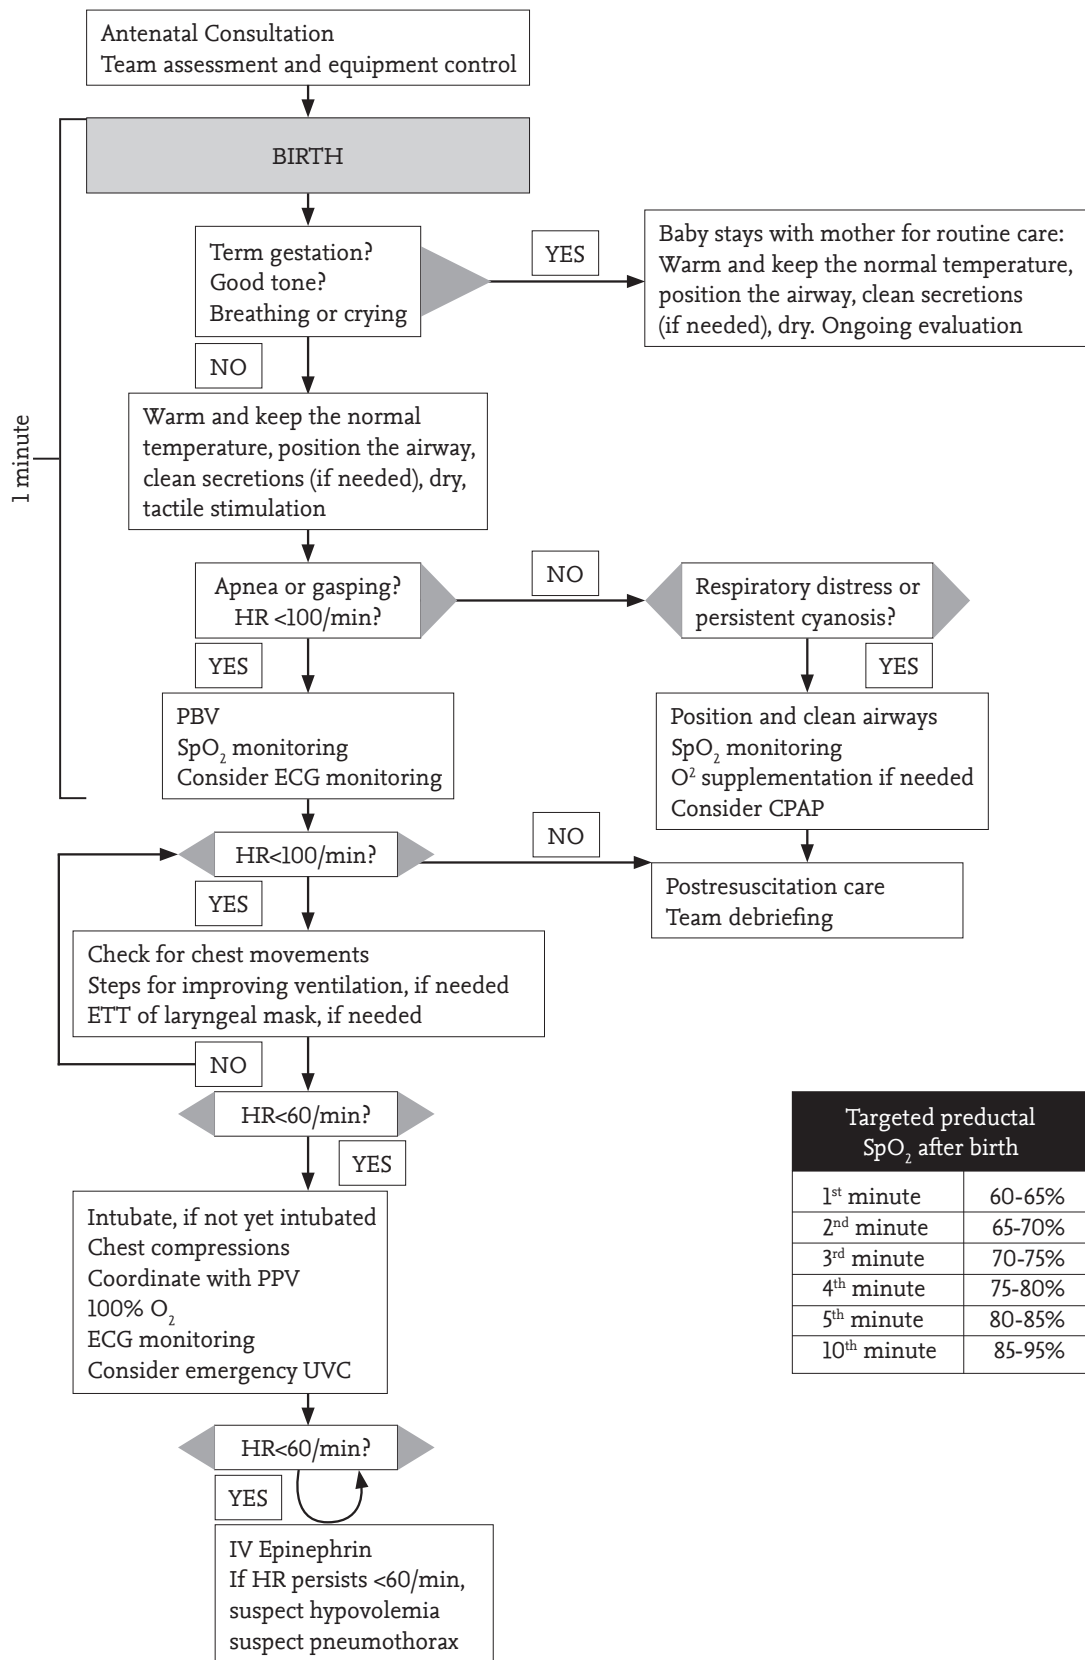 Antenatal Consultation
Team assessment and equipment control
BIRTH
Term gestation?
Good tone?
Breathing or crying
YES
Baby stays with mother for routine care:
Warm and keep the normal temperature,
position the airway, clean secretions
(if needed), dry. Ongoing evaluation
NO
1 minute
Warm and keep the normal
temperature, position the airway,
clean secretions (if needed), dry,
tactile stimulation
Apnea or gasping?
HR <100/min?
NO
Respiratory distress or
persistent cyanosis?
YES
YES
PBV
SpO₂ monitoring
Consider ECG monitoring
Position and clean airways
SpO₂ monitoring
O² supplementation if needed
Consider CPAP
HR<100/min?
NO
YES
Postresuscitation care
Team debriefing
Check for chest movements
Steps for improving ventilation, if needed
ETT of laryngeal mask, if needed
NO
HR<60/min?
YES
Intubate, if not yet intubated
Chest compressions
Coordinate with PPV
100% O₂
ECG monitoring
Consider emergency UVC
HR<60/min?
YES
IV Epinephrin
If HR persists <60/min,
suspect hypovolemia
suspect pneumothorax
Targeted preductal
SpO₂ after birth
1st minute 60-65%
2nd minute 65-70%
3rd minute 70-75%
4th minute 75-80%
5th minute 80-85%
10th minute 85-95%